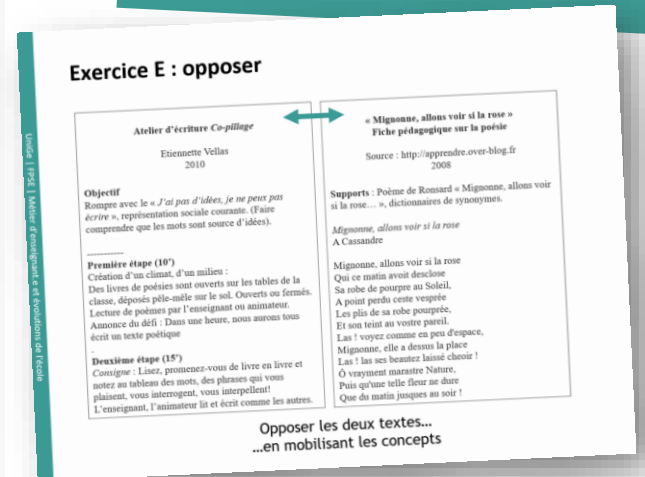 Exercice E : opposer
UniGe | FPSE | Métier d'enseignant.e et évolutions de l'école
Atelier d'écriture Co-pillage
Etiennette Vellas
2010
Objectif
Rompre avec le « J'ai pas d'idées, je ne peux pas
écrire », représentation sociale courante. (Faire
comprendre que les mots sont source d'idées).
------------
Première étape (10')
Création d'un climat, d'un milieu :
Des livres de poésies sont ouverts sur les tables de la
classe, déposés pêle-mêle sur le sol. Ouverts ou fermés.
Lecture de poèmes par l'enseignant ou animateur.
Annonce du défi : Dans une heure, nous aurons tous
écrit un texte poétique
.
Deuxième étape (15')
Consigne : Lisez, promenez-vous de livre en livre et
notez au tableau des mots, des phrases qui vous
plaisent, vous interrogent, vous interpellent!
L'enseignant, l'animateur lit et écrit comme les autres.
« Mignonne, allons voir si la rose »
Fiche pédagogique sur la poésie
Source : http://apprendre.over-blog.fr
2008
Supports : Poème de Ronsard « Mignonne, allons voir
si la rose… », dictionnaires de synonymes.
Mignonne, allons voir si la rose
A Cassandre
Mignonne, allons voir si la rose
Qui ce matin avoit desclose
Sa robe de pourpre au Soleil,
A point perdu ceste vesprée
Les plis de sa robe pourprée,
Et son teint au vostre pareil.
Las ! voyez comme en peu d'espace,
Mignonne, elle a dessus la place
Las ! las ses beautez laissé cheoir !
Ô vrayment marastre Nature,
Puis qu'une telle fleur ne dure
Que du matin jusques au soir !
Opposer les deux textes…
…en mobilisant les concepts